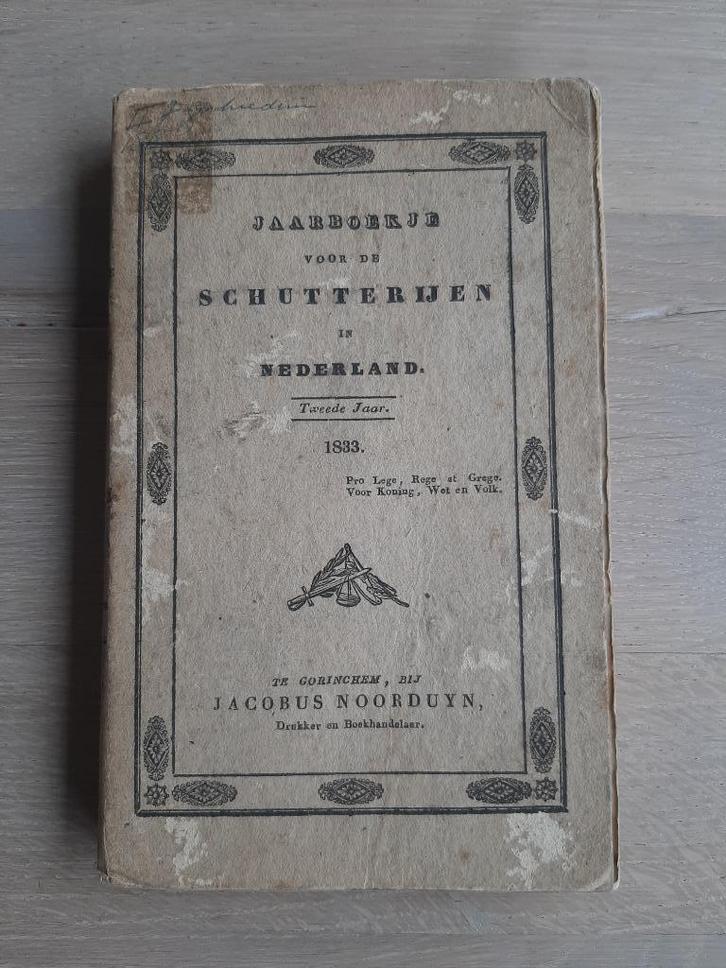 JAARBOEKJE
VOOR DE
SCHUTTERIJEN
IN
NEDERLAND.
Tweede Jaar.
1833.
Pro Lege, Rege et Grege.
Voor Koning, Wet en Volk.
TE GORINCHEM, BIJ
JACOBUS NOORDUYN,
Drukker en Boekhandelaar.